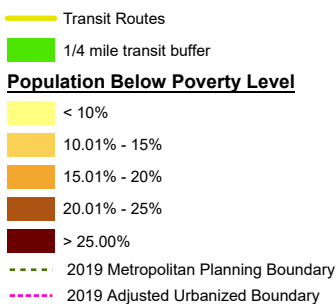 Transit Routes
1/4 mile transit buffer
Population Below Poverty Level
< 10%
10.01% - 15%
15.01% - 20%
20.01% - 25%
> 25.00%
2019 Metropolitan Planning Boundary
2019 Adjusted Urbanized Boundary